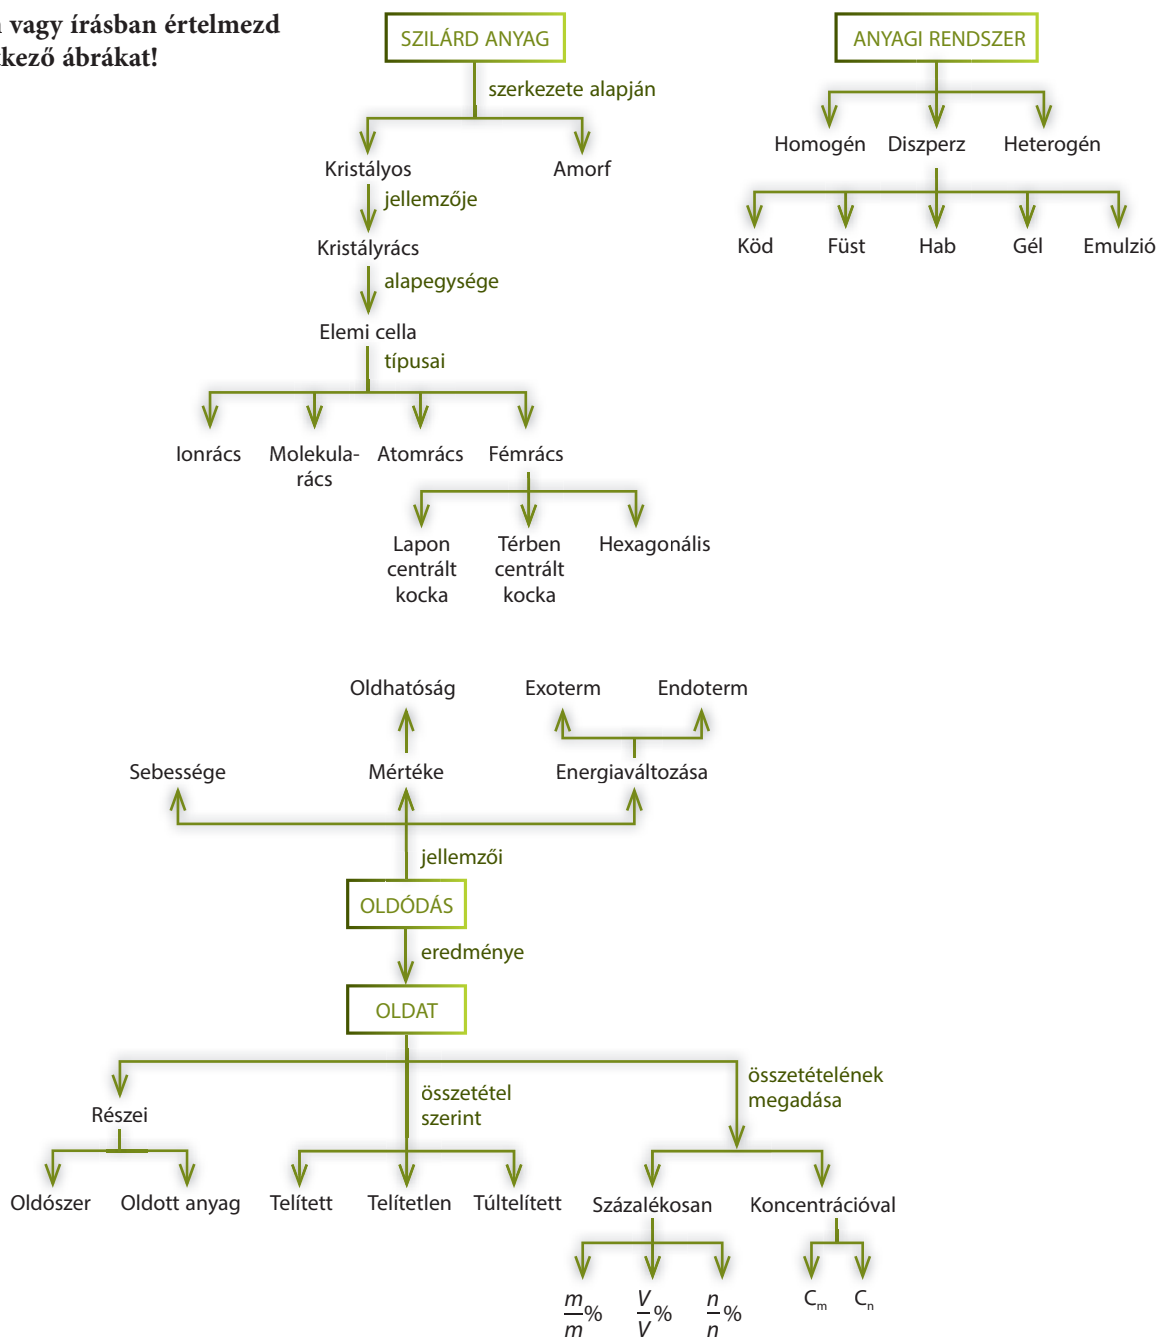 vagy írásban értelmezd
kező ábrákat!
SZILÁRD ANYAG
szerkezete alapján
Kristályos
Amorf
jellemzője
Kristályrács
alapegysége
Elemi cella
típusai
Ionrács
Molekula-
rács
Atomrács
Fémrács
Lapon
centrált
kocka
Térben
centrált
kocka
Hexagonális
ANYAGI RENDSZER
Homogén
Diszperz
Heterogén
Köd
Füst
Hab
Gél
Emulzió
Oldhatóság
Exoterm
Endoterm
Sebessége
Mértéke
Energiaváltozása
jellemzői
OLDÓDÁS
eredménye
OLDAT
Részei
összetétel
szerint
összetételének
megadása
Oldószer
Oldott anyag
Telített
Telítetlen
Túltelített
Százalékosan
Koncentrációval
m/m%
V/V%
n/n%
Cₘ
Cₙ